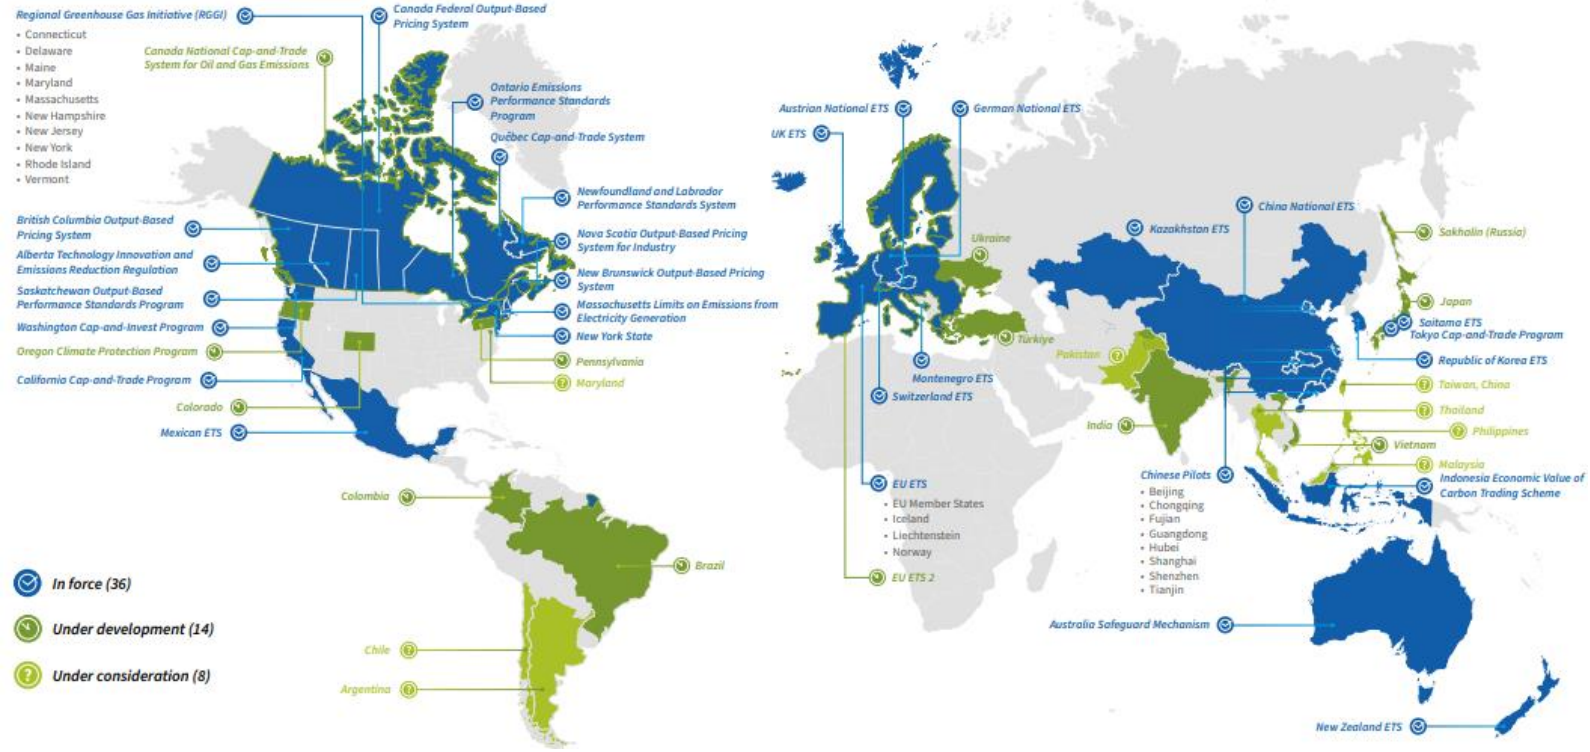 Regional Greenhouse Gas Initiative (RGGI)
• Connecticut
• Delaware
• Maine
• Maryland
• Massachusetts
• New Hampshire
• New Jersey
• New York
• Rhode Island
• Vermont
Canada Federal Output-Based
Pricing System
Canada National Cap-and-Trade
System for Oil and Gas Emissions
Ontario Emissions
Performance Standards
Program
Québec Cap-and-Trade System
Newfoundland and Labrador
Performance Standards System
Nova Scotia Output-Based Pricing
System for Industry
New Brunswick Output-Based Pricing
System
Massachusetts Limits on Emissions from
Electricity Generation
New York State
Pennsylvania
Maryland
British Columbia Output-Based
Pricing System
Alberta Technology Innovation and
Emissions Reduction Regulation
Saskatchewan Output-Based
Performance Standards Program
Washington Cap-and-Invest Program
Oregon Climate Protection Program
California Cap-and-Trade Program
Colorado
Mexican ETS
Colombia
Brazil
Chile
Argentina
In force (36)
Under development (14)
Under consideration (8)
Austrian National ETS
German National ETS
UK ETS
Ukraine
Türkiye
Montenegro ETS
Switzerland ETS
EU ETS
• EU Member States
• Iceland
• Liechtenstein
• Norway
EU ETS 2
China National ETS
Kazakhstan ETS
Sakhalin (Russia)
Japan
Saitama ETS
Tokyo Cap-and-Trade Program
Republic of Korea ETS
Pakistan
India
Taiwan, China
Thailand
Philippines
Vietnam
Malaysia
Indonesia Economic Value of
Carbon Trading Scheme
Chinese Pilots
• Beijing
• Chongqing
• Fujian
• Guangdong
• Hubei
• Shanghai
• Shenzhen
• Tianjin
Australia Safeguard Mechanism
New Zealand ETS